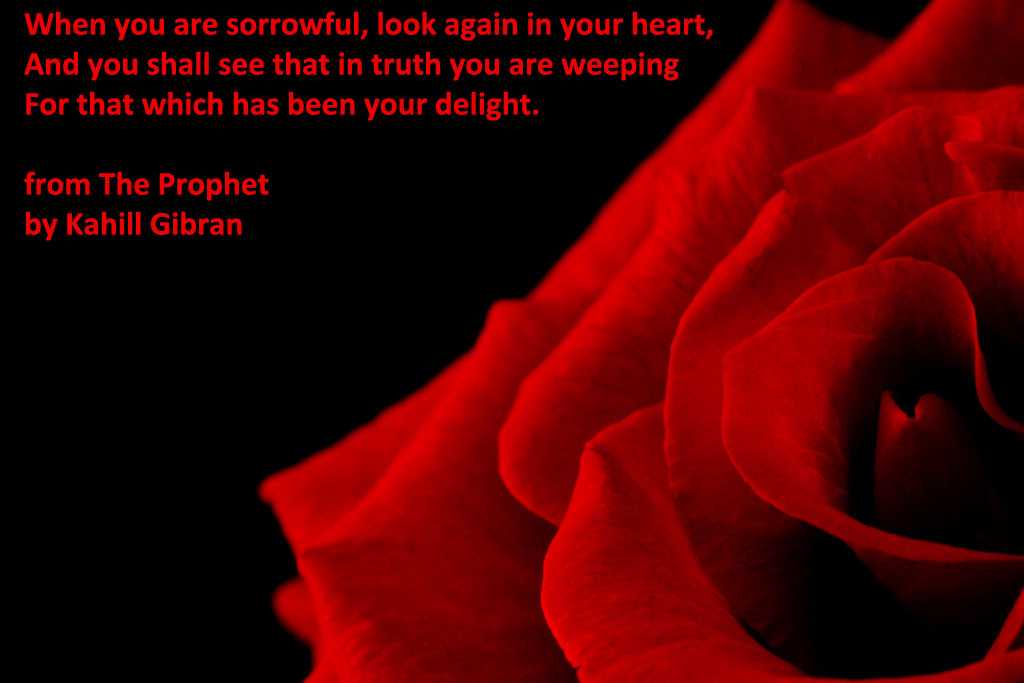 When you are sorrowful, look again in your heart,
And you shall see that in truth you are weeping
For that which has been your delight.
from The Prophet
by Kahill Gibran